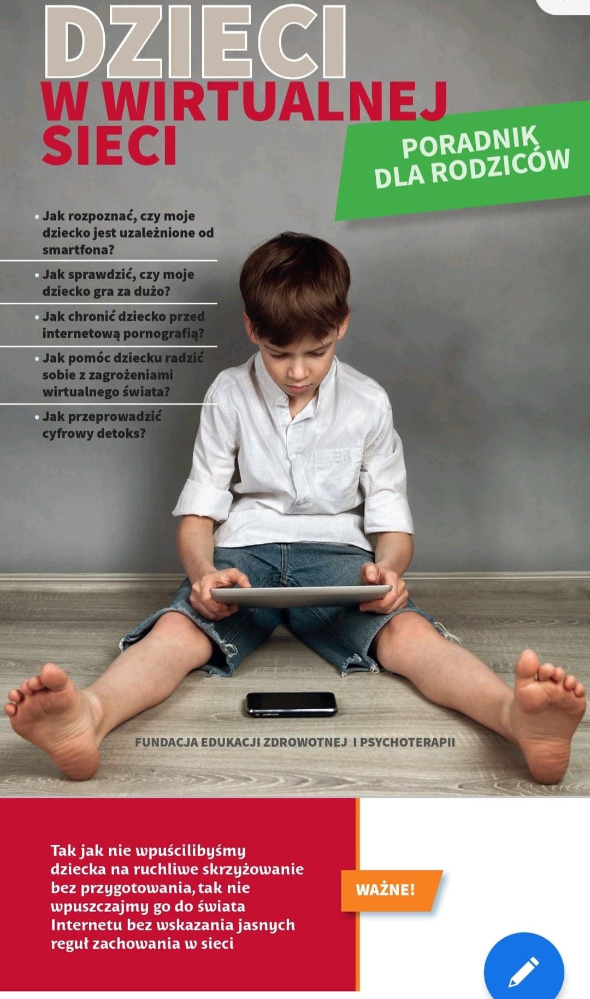 DZIECI
W WIRTUALNEJ
SIECI
PORADNIK
DLA RODZICÓW
• Jak rozpoznać, czy moje
dziecko jest uzależnione od
smartfona?
• Jak sprawdzić, czy moje
dziecko gra za dużo?
• Jak chronić dziecko przed
internetową pornografią?
• Jak pomóc dziecku radzić
sobie z zagrożeniami
wirtualnego świata?
• Jak przeprowadzić
cyfrowy detoks?
FUNDACJA EDUKACJI ZDROWOTNEJ I PSYCHOTERAPII
Tak jak nie wpuścilibyśmy
dziecka na ruchliwe skrzyżowanie
bez przygotowania, tak nie
wpuszczajmy go do świata
Internetu bez wskazania jasnych
reguł zachowania w sieci
WAŻNE!